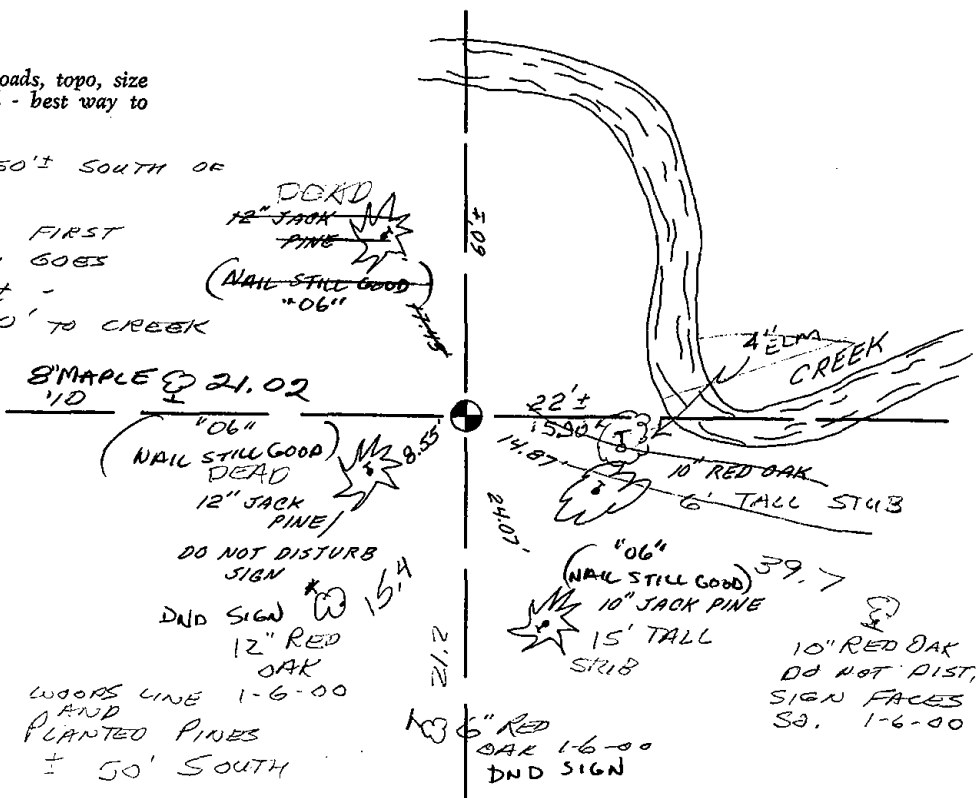 oads, topo, size
- best way to
50'± SOUTH OF
FIRST
GOES
± -
0' TO CREEK
DEAD
12" JACK
PINE
(NAIL STILL GOOD)
"06"
60'±
4" ELM
CREEK
8" MAPLE 21.02
'10
22'±
"06"
(NAIL STILL GOOD)
DEAD
12" JACK
PINE
8.55'
14.87
10" RED OAK
6' TALL STUB
DO NOT DISTURB
SIGN
24.07'
"06"
(NAIL STILL GOOD)
10" JACK PINE
15' TALL
STUB
39.7
DND SIGN
15.4
12" RED
OAK
21.2
10" RED OAK
DO NOT DIST.
SIGN FACES
SO. 1-6-00
WOODS LINE 1-6-00
AND
PLANTED PINES
± 50' SOUTH
6" RED
OAK 1-6-00
DND SIGN